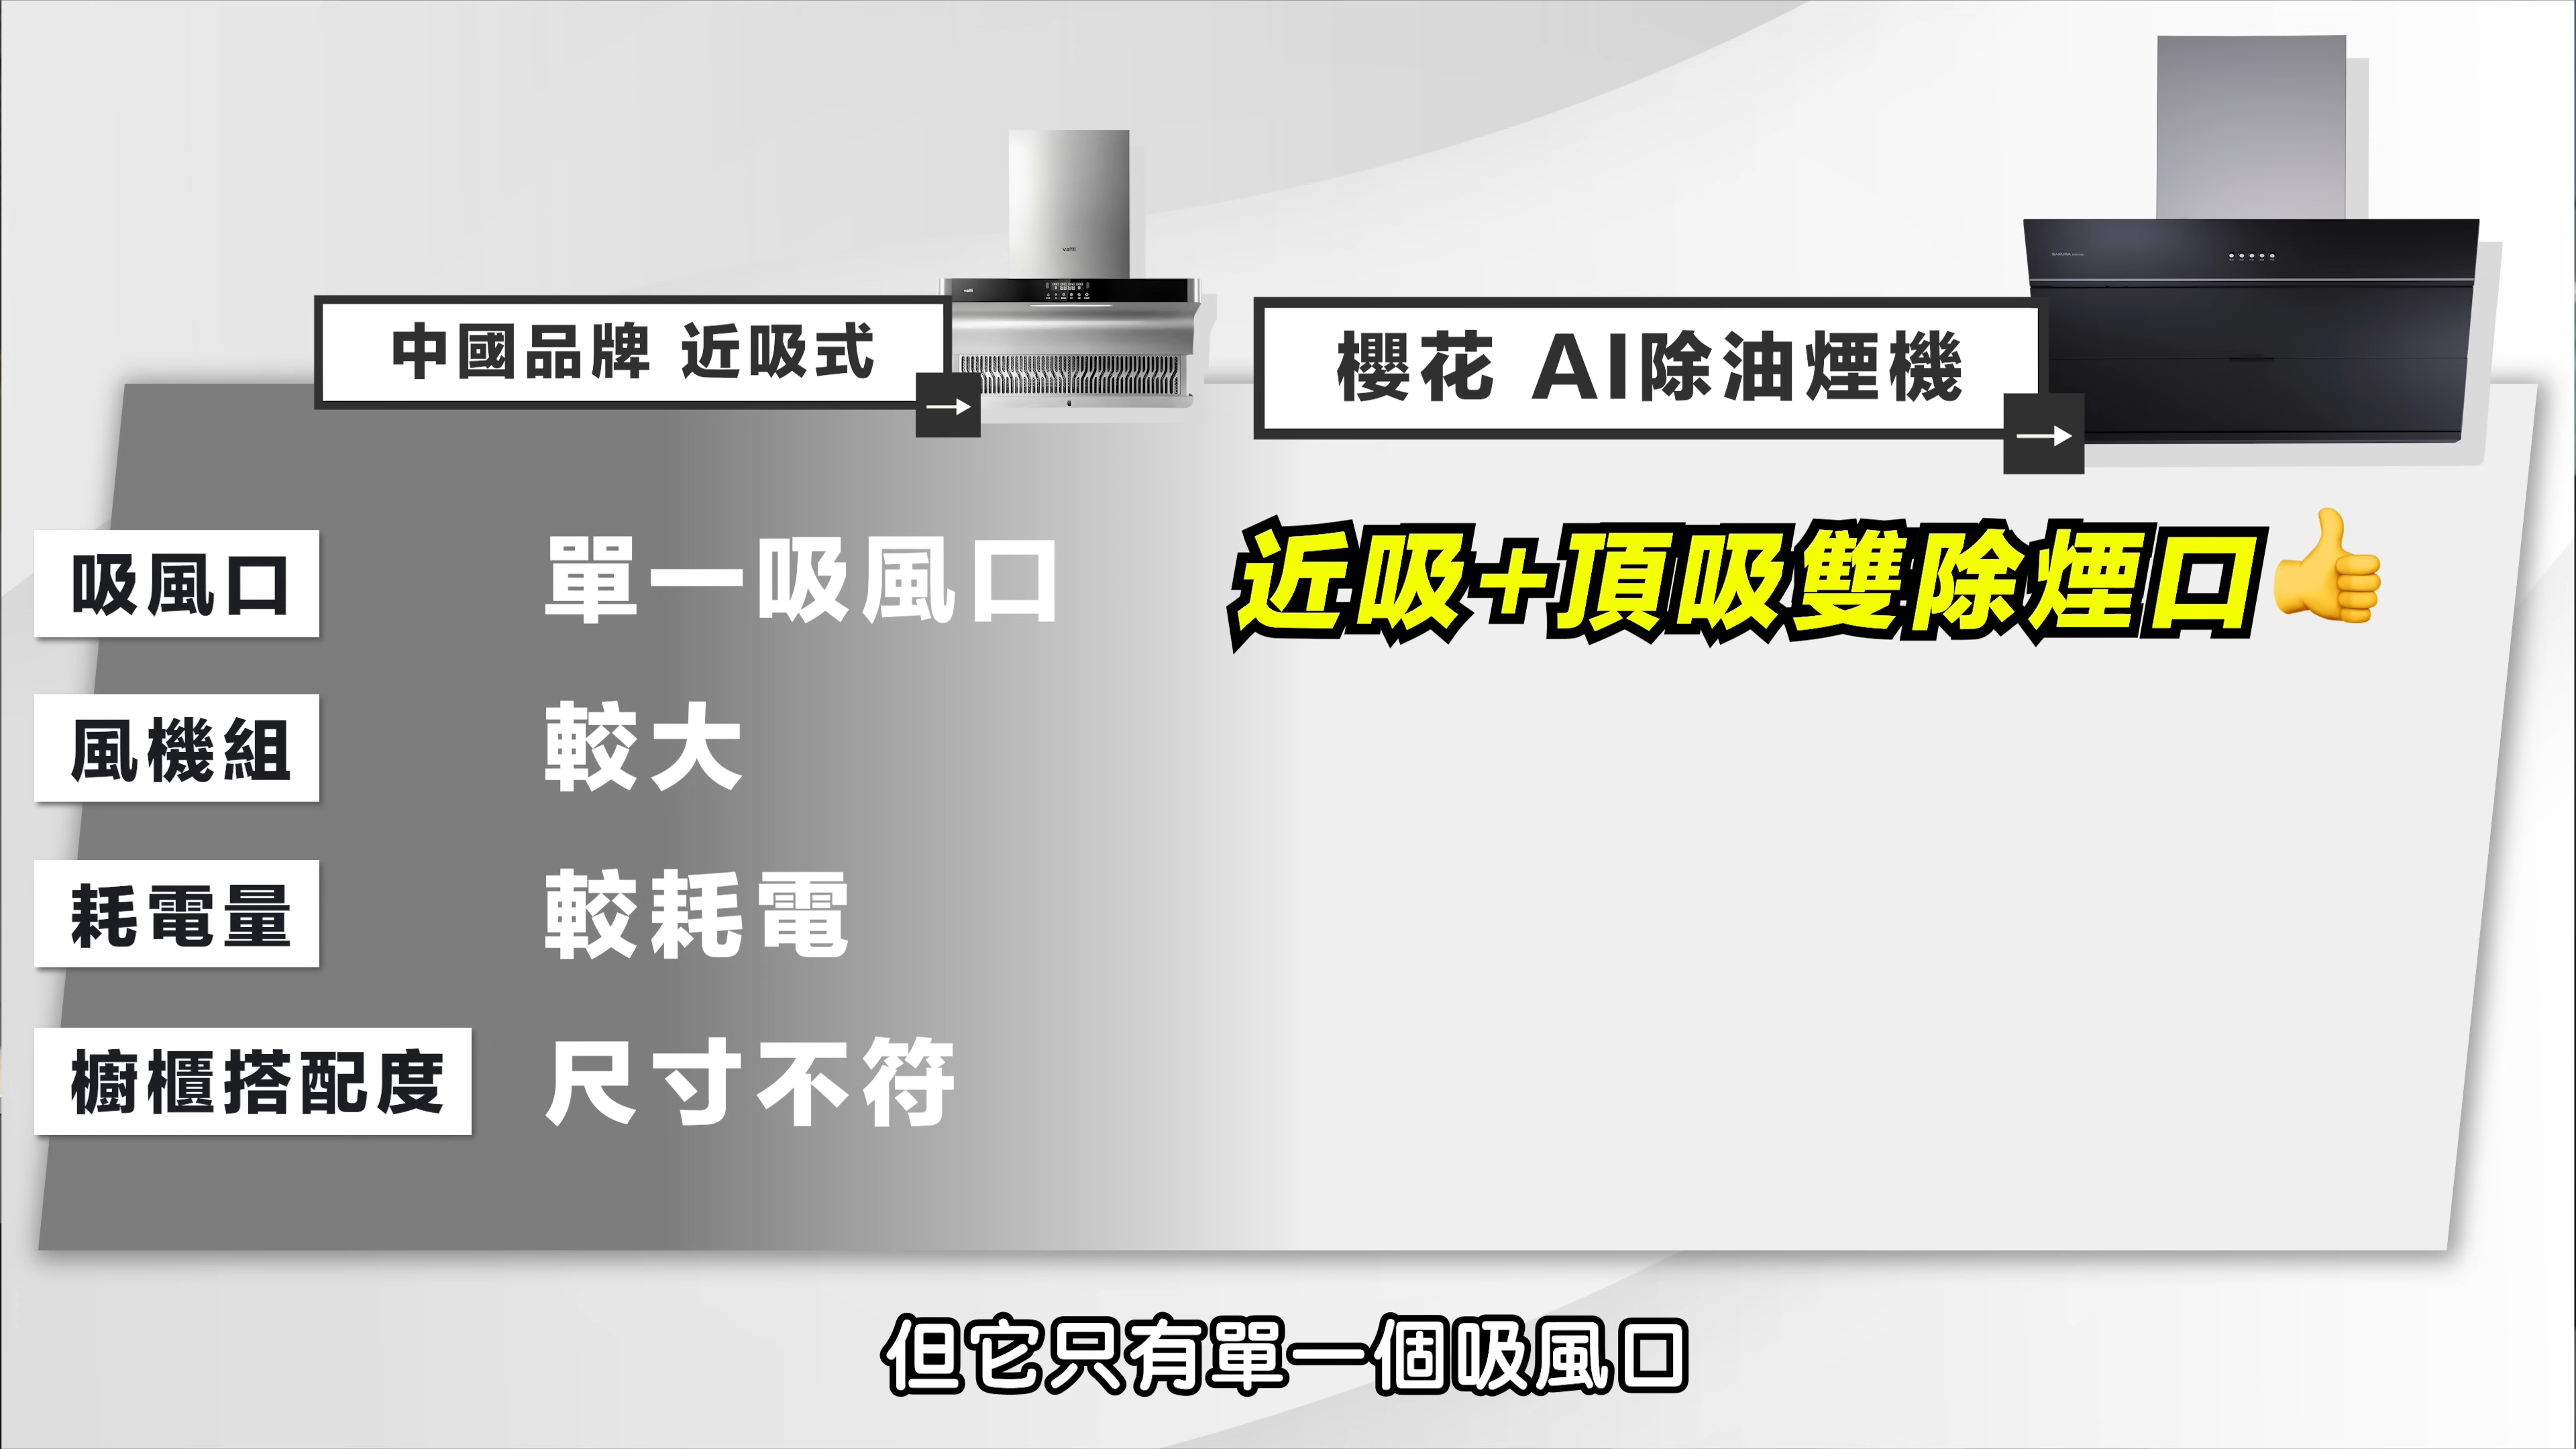 中國品牌 近吸式
櫻花 AI除油煙機
吸風口
單一吸風口
近吸+頂吸雙除煙口👍
風機組
較大
耗電量
較耗電
櫥櫃搭配度
尺寸不符
但它只有單一個吸風口